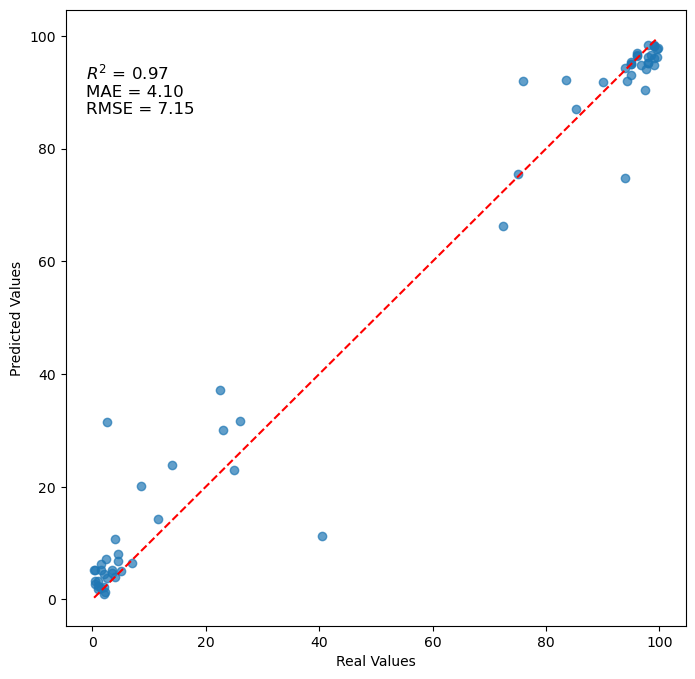 100
80
60
40
20
0
Predicted Values
R² = 0.97
MAE = 4.10
RMSE = 7.15
0 20 40 60 80 100
Real Values